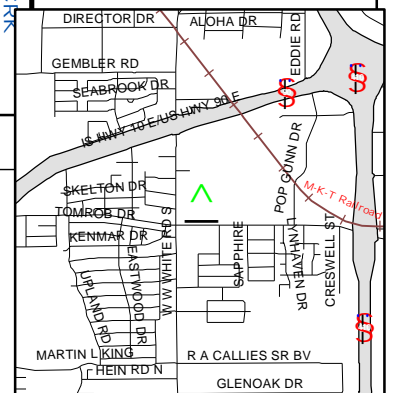 DIRECTOR DR
ALOHA DR
EDDIE RD
GEMBLER RD
SEABROOK DR
IS HWY 10 E/US HWY 90 E
POP GUNN DR
M-K-T Railroad
SKELTON DR
TOMROB DR
KENMAR DR
W W WHITE RD S
SAPPHIRE
LYNHAVEN DR
CRESWELL ST
UPLAND RD
EASTWOOD DR
MARTIN L KING
R A CALLIES SR BV
HEIN RD N
GLENOAK DR